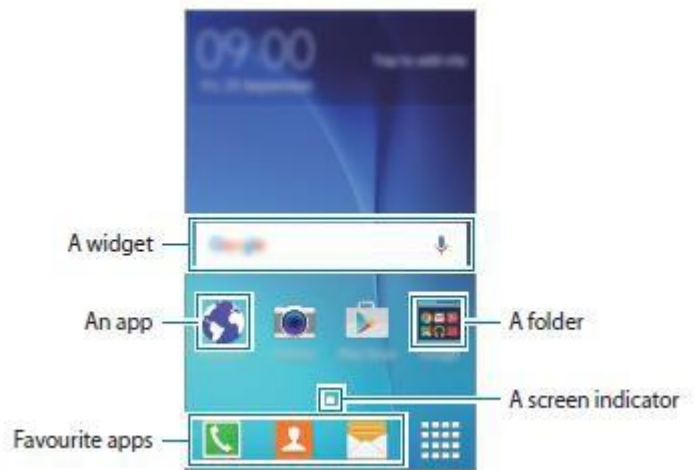 09:00
A widget
Google
An app
A folder
A screen indicator
Favourite apps